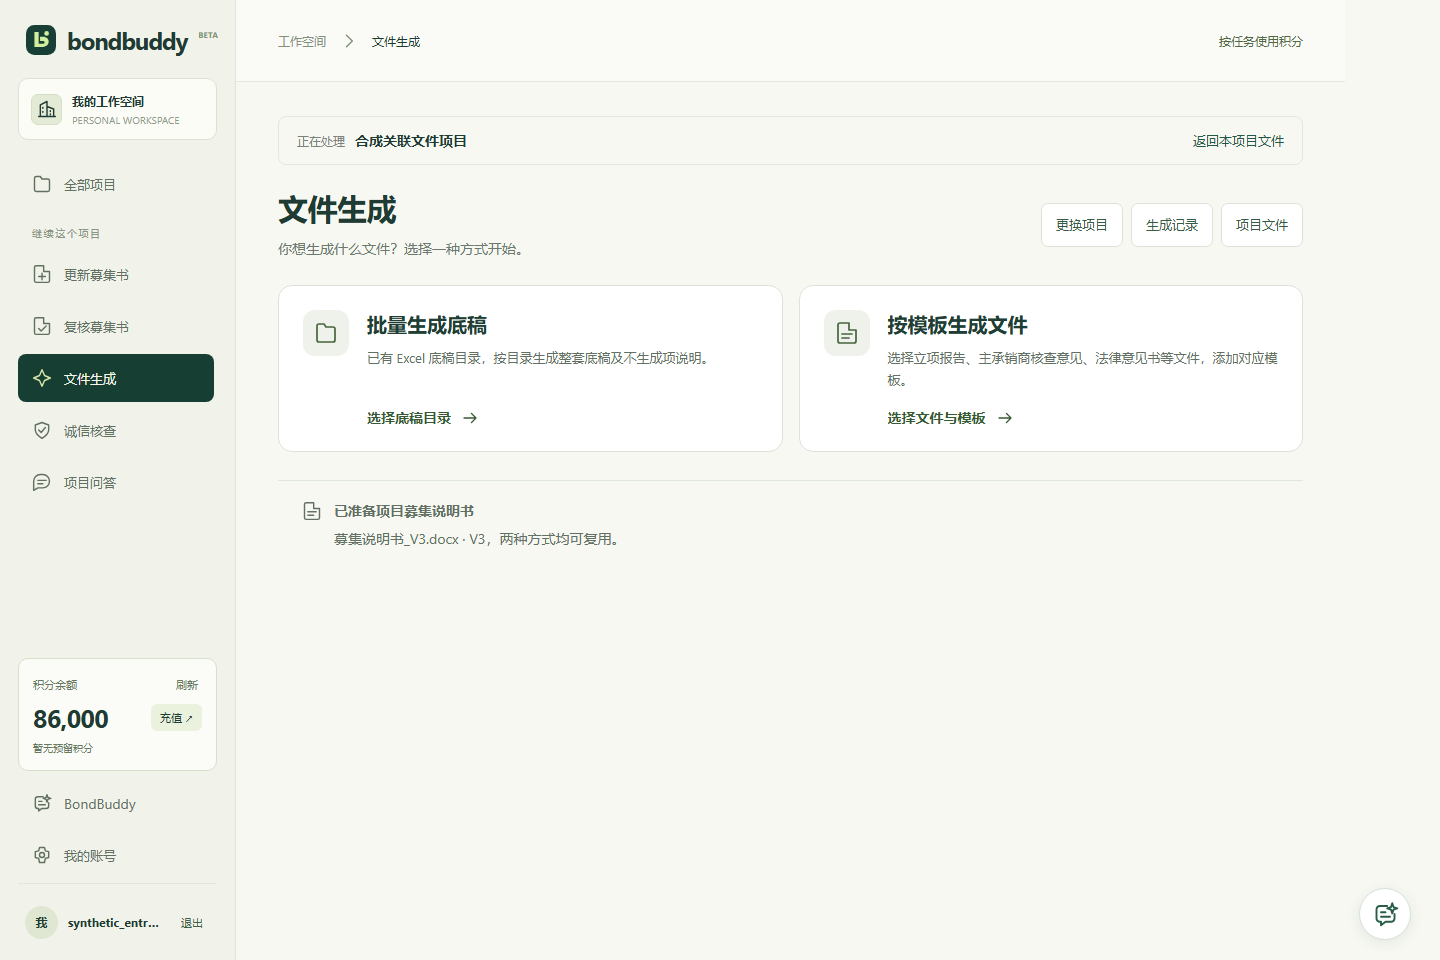 bondbuddy BETA
我的工作空间
PERSONAL WORKSPACE
全部项目
继续这个项目
更新募集书
复核募集书
文件生成
诚信核查
项目问答
积分余额 刷新
86,000 充值 ↗
暂无预留积分
BondBuddy
我的账号
我 synthetic_entr... 退出
工作空间 文件生成 按任务使用积分
正在处理 合成关联文件项目 返回本项目文件
文件生成
你想生成什么文件？选择一种方式开始。
更换项目 生成记录 项目文件
批量生成底稿
已有 Excel 底稿目录，按目录生成整套底稿及不生成项说明。
选择底稿目录 →
按模板生成文件
选择立项报告、主承销商核查意见、法律意见书等文件，添加对应模
板。
选择文件与模板 →
已准备项目募集说明书
募集说明书_V3.docx · V3，两种方式均可复用。